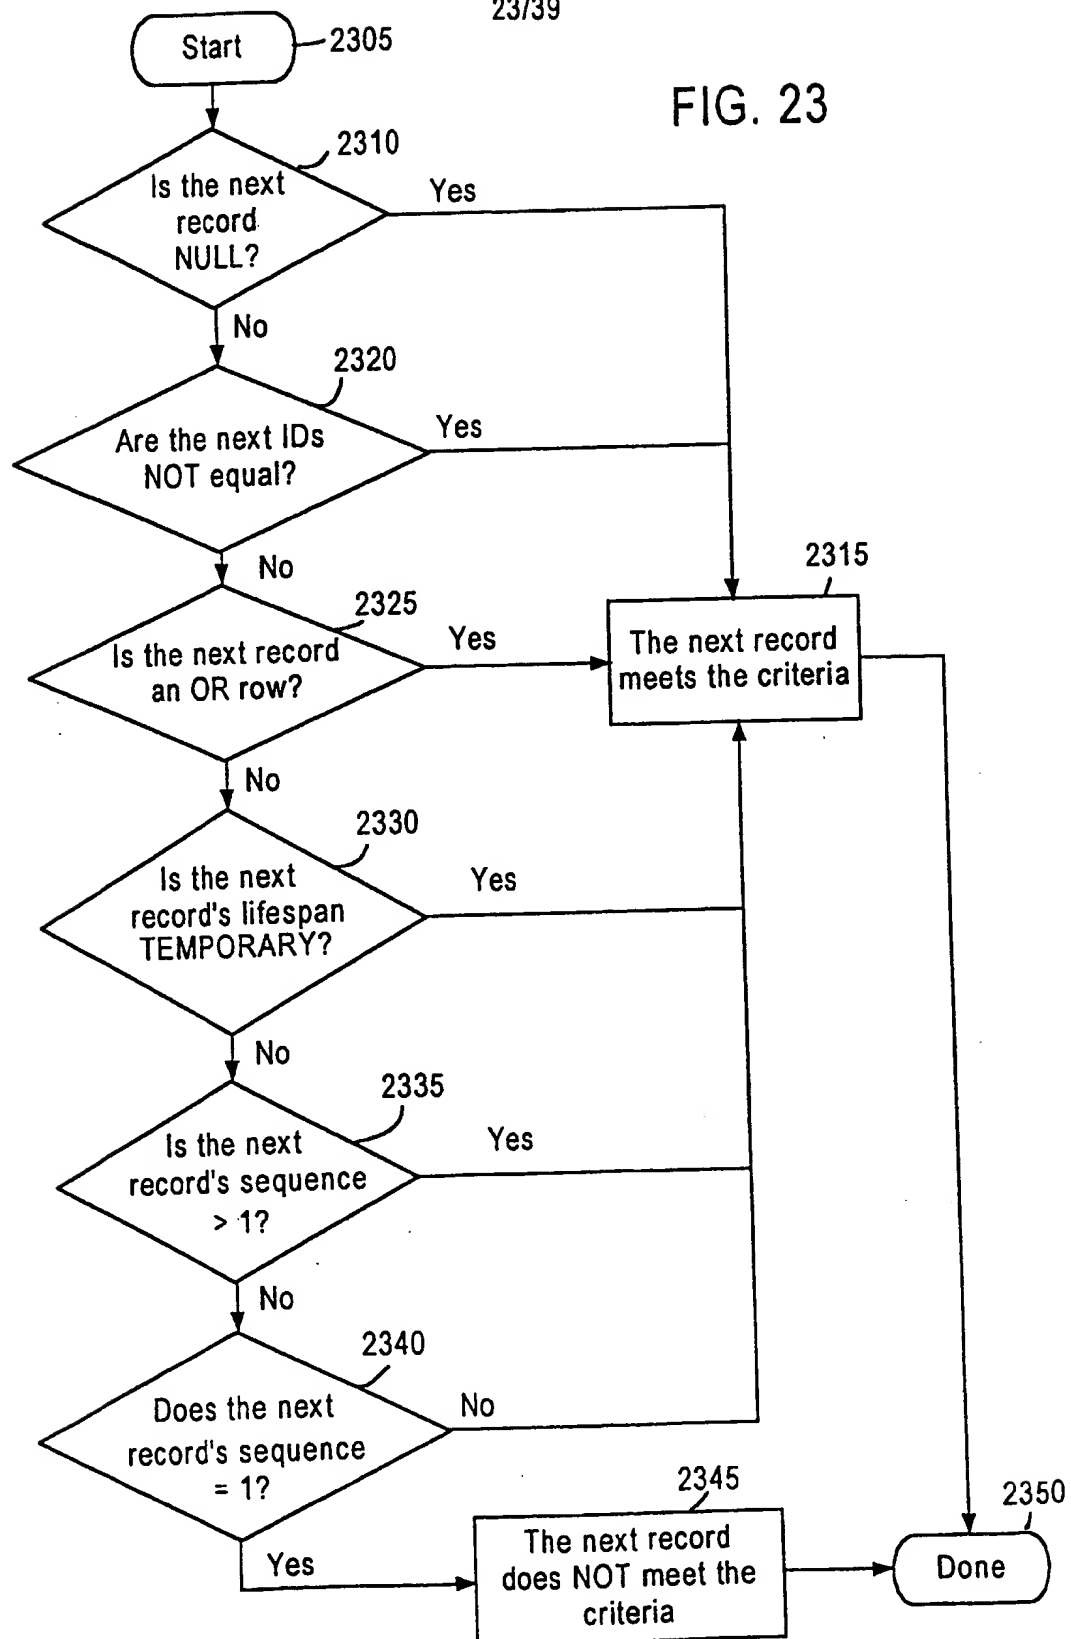 23/39
Start
2305
FIG. 23
2310
Is the next
record
NULL?
Yes
No
2320
Are the next IDs
NOT equal?
Yes
No
2315
2325
Is the next record
an OR row?
Yes
The next record
meets the criteria
No
2330
Is the next
record's lifespan
TEMPORARY?
Yes
No
2335
Is the next
record's sequence
> 1?
Yes
No
2340
Does the next
record's sequence
= 1?
No
Yes
2345
The next record
does NOT meet the
criteria
2350
Done